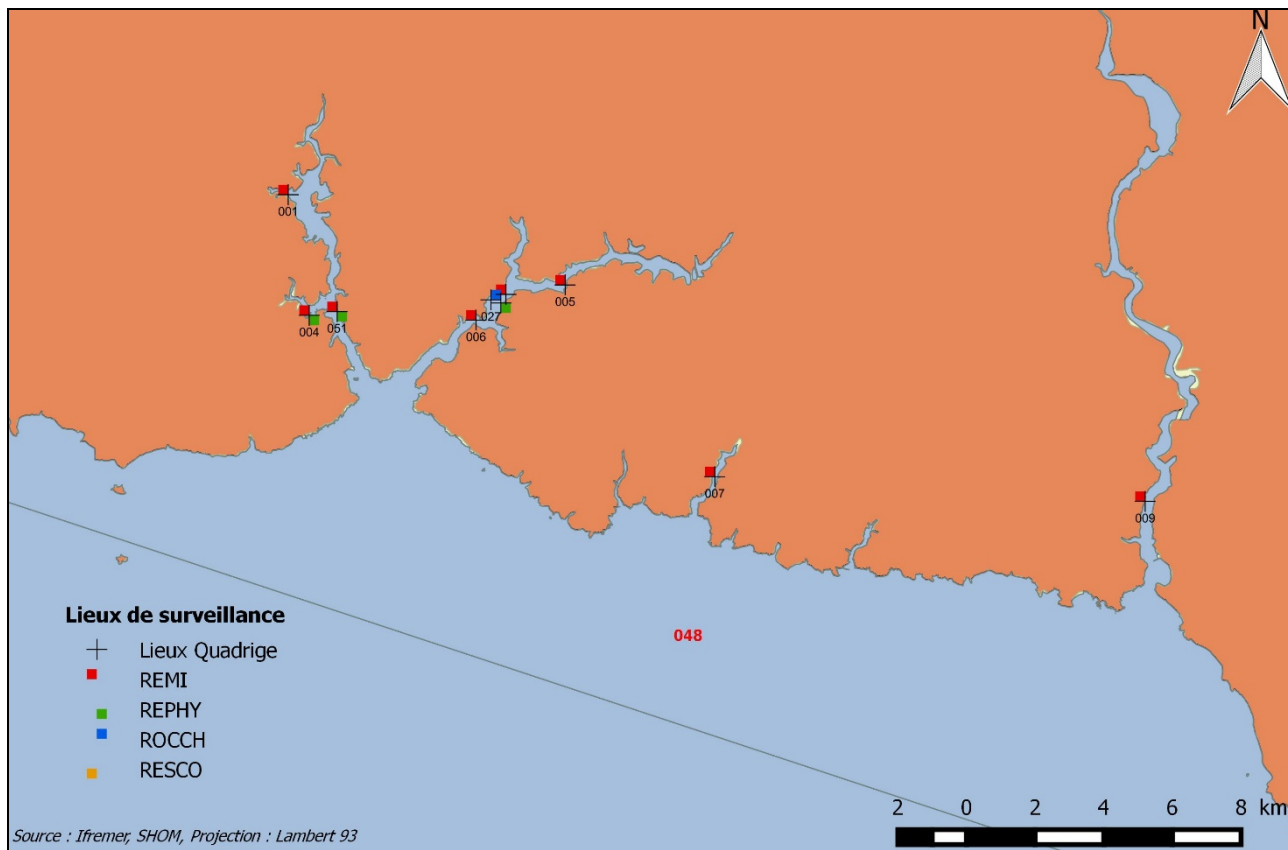 N
001
005
027
004
051
006
007
009
048
Lieux de surveillance
Lieux Quadrige
REMI
REPHY
ROCCH
RESCO
2 0 2 4 6 8 km
Source : Ifremer, SHOM, Projection : Lambert 93